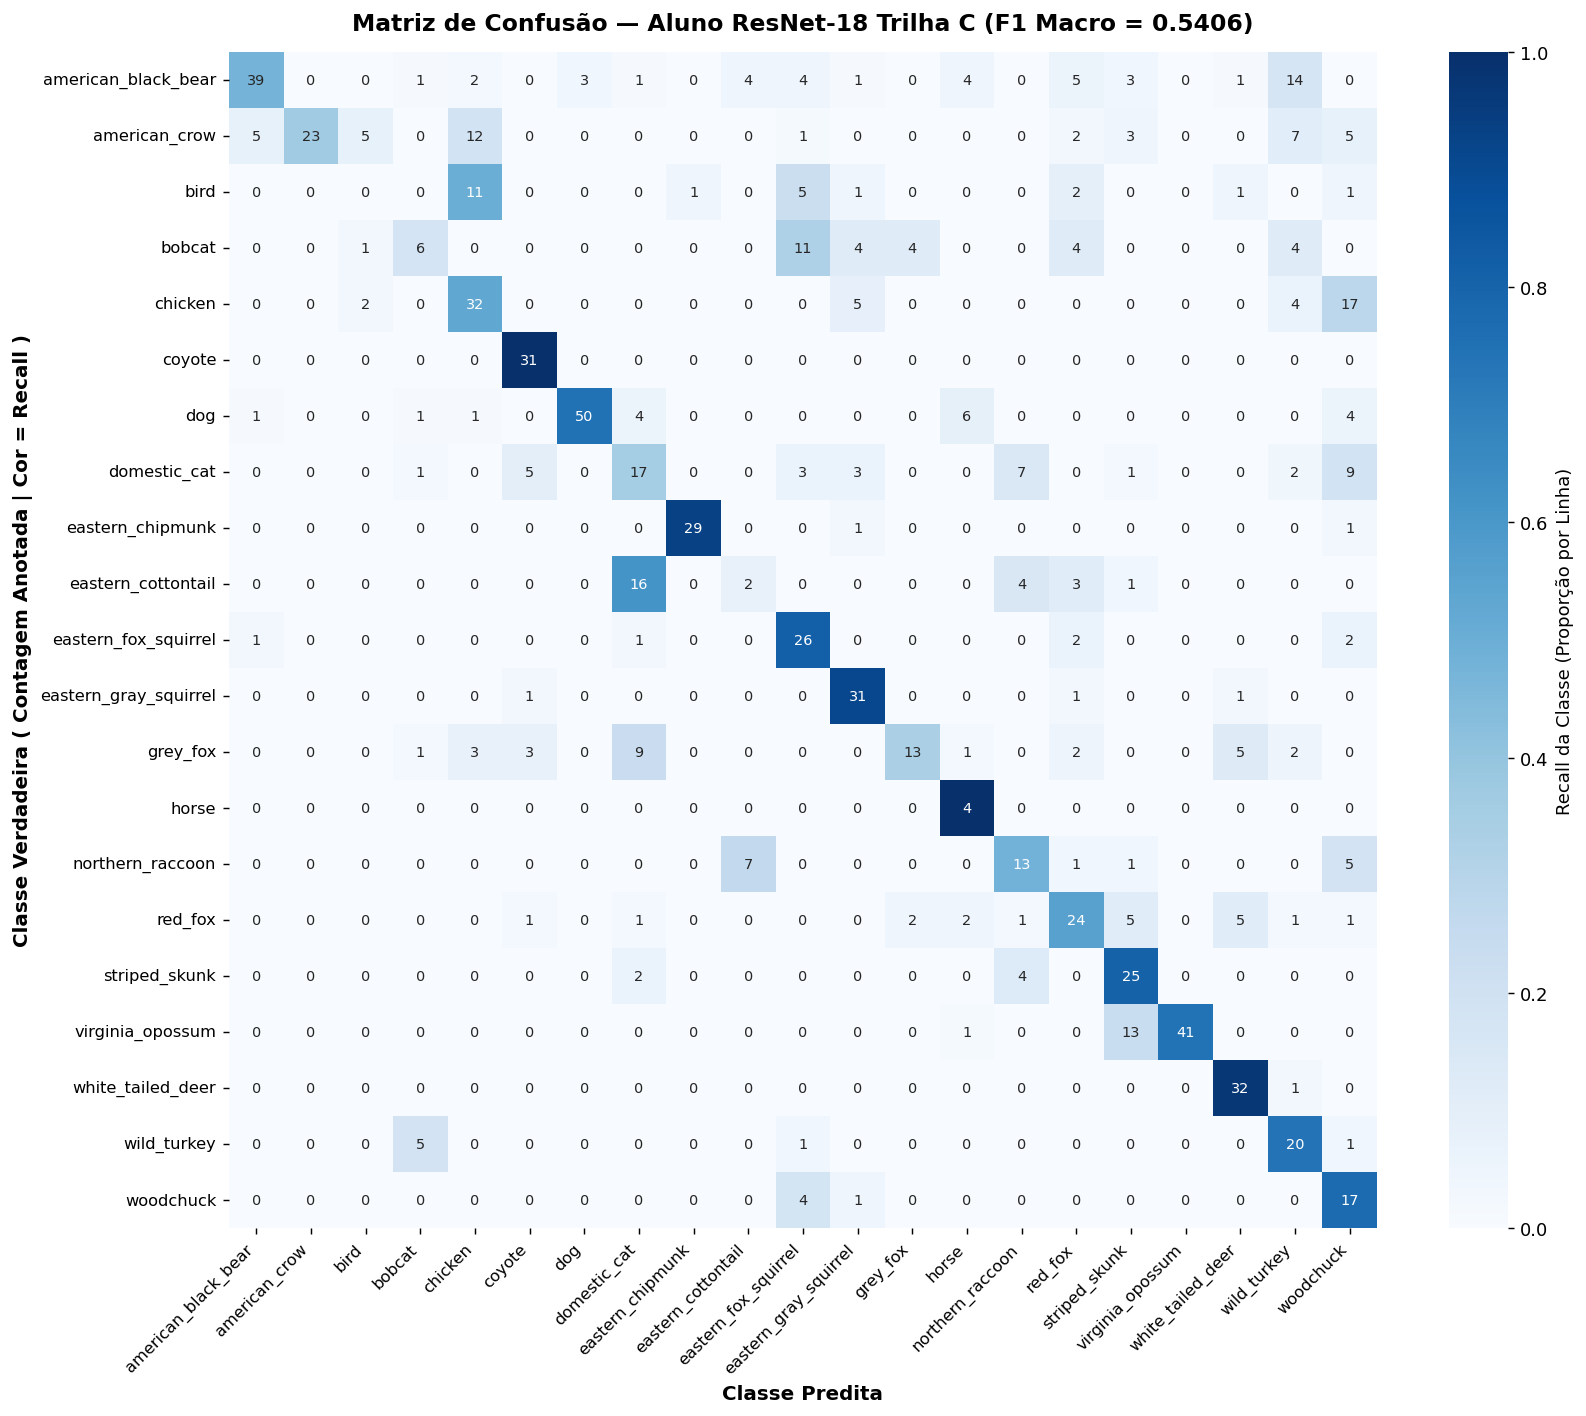 Matriz de Confusão — Aluno ResNet-18 Trilha C (F1 Macro = 0.5406)
Classe Verdadeira ( Contagem Anotada | Cor = Recall )
american_black_bear 39 0 0 1 2 0 3 1 0 4 4 1 0 4 0 5 3 0 1 14 0
american_crow 5 23 5 0 12 0 0 0 0 0 1 0 0 0 0 2 3 0 0 7 5
bird 0 0 0 0 11 0 0 0 1 0 5 1 0 0 0 2 0 0 1 0 1
bobcat 0 0 1 6 0 0 0 0 0 0 11 4 4 0 0 4 0 0 0 4 0
chicken 0 0 2 0 32 0 0 0 0 0 0 5 0 0 0 0 0 0 0 4 17
coyote 0 0 0 0 0 31 0 0 0 0 0 0 0 0 0 0 0 0 0 0 0
dog 1 0 0 1 1 0 50 4 0 0 0 0 0 6 0 0 0 0 0 0 4
domestic_cat 0 0 0 1 0 5 0 17 0 0 3 3 0 0 7 0 1 0 0 2 9
eastern_chipmunk 0 0 0 0 0 0 0 0 29 0 0 1 0 0 0 0 0 0 0 0 1
eastern_cottontail 0 0 0 0 0 0 0 16 0 2 0 0 0 0 4 3 1 0 0 0 0
eastern_fox_squirrel 1 0 0 0 0 0 0 1 0 0 26 0 0 0 0 2 0 0 0 0 2
eastern_gray_squirrel 0 0 0 0 0 1 0 0 0 0 0 31 0 0 0 1 0 0 1 0 0
grey_fox 0 0 0 1 3 3 0 9 0 0 0 0 13 1 0 2 0 0 5 2 0
horse 0 0 0 0 0 0 0 0 0 0 0 0 0 4 0 0 0 0 0 0 0
northern_raccoon 0 0 0 0 0 0 0 0 0 7 0 0 0 0 13 1 1 0 0 0 5
red_fox 0 0 0 0 0 1 0 1 0 0 0 0 2 2 1 24 5 0 5 1 1
striped_skunk 0 0 0 0 0 0 0 2 0 0 0 0 0 0 4 0 25 0 0 0 0
virginia_opossum 0 0 0 0 0 0 0 0 0 0 0 0 0 1 0 0 13 41 0 0 0
white_tailed_deer 0 0 0 0 0 0 0 0 0 0 0 0 0 0 0 0 0 0 32 1 0
wild_turkey 0 0 0 5 0 0 0 0 0 0 1 0 0 0 0 0 0 0 0 20 1
woodchuck 0 0 0 0 0 0 0 0 0 0 4 1 0 0 0 0 0 0 0 0 17
american_black_bear
american_crow
bird
bobcat
chicken
coyote
dog
domestic_cat
eastern_chipmunk
eastern_cottontail
eastern_fox_squirrel
eastern_gray_squirrel
grey_fox
horse
northern_raccoon
red_fox
striped_skunk
virginia_opossum
white_tailed_deer
wild_turkey
woodchuck
Classe Predita
1.0
0.8
0.6
0.4
0.2
0.0
Recall da Classe (Proporção por Linha)